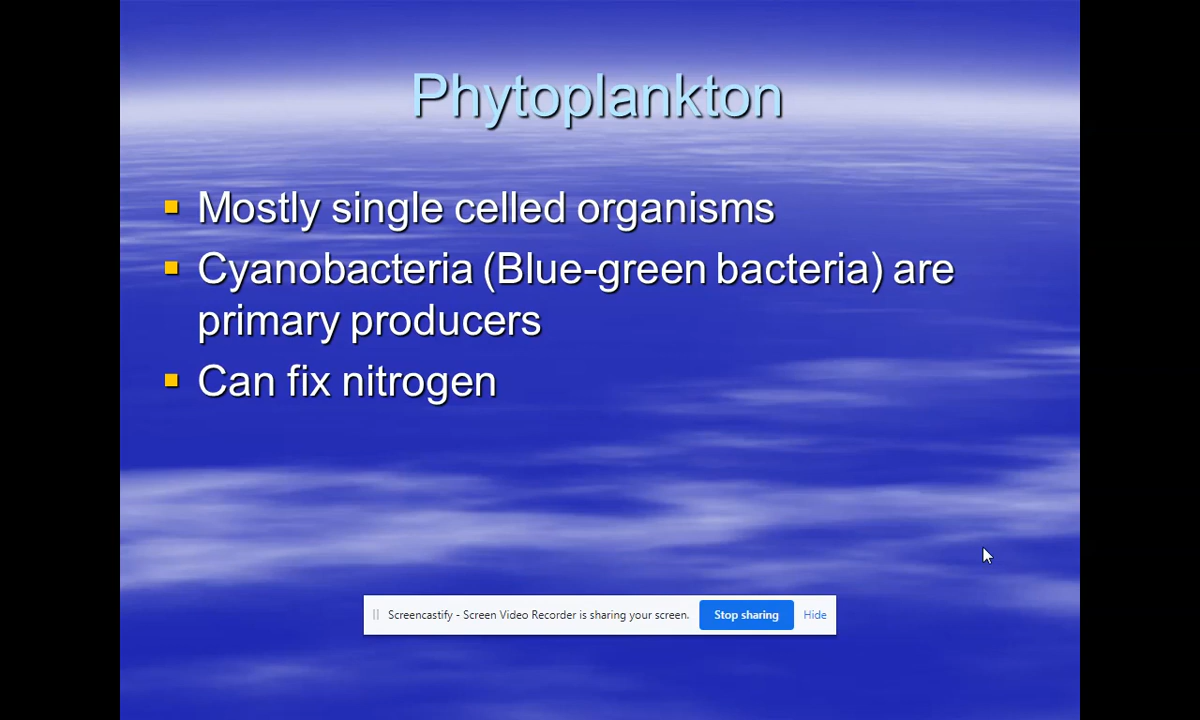 Phytoplankton
Mostly single celled organisms
Cyanobacteria (Blue-green bacteria) are
primary producers
Can fix nitrogen
Screencastify - Screen Video Recorder is sharing your screen. Stop sharing Hide